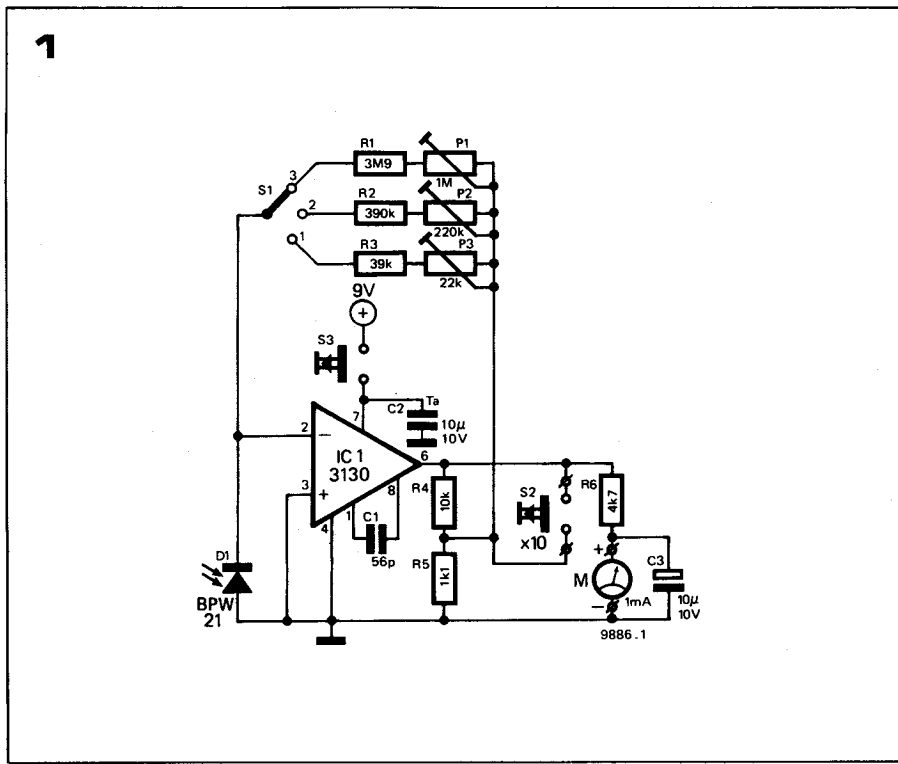 1
R1
3M9
P1
1M
S1
3
2
1
R2
390k
P2
220k
R3
39k
P3
22k
9V
+
S3
7
C2
Ta
10µ
10V
2
−
IC 1
3130
3
+
6
8
1
4
C1
56p
R4
10k
R5
1k1
S2
x10
R6
4k7
D1
BPW
21
+
M
−
1mA
C3
10µ
10V
9886.1